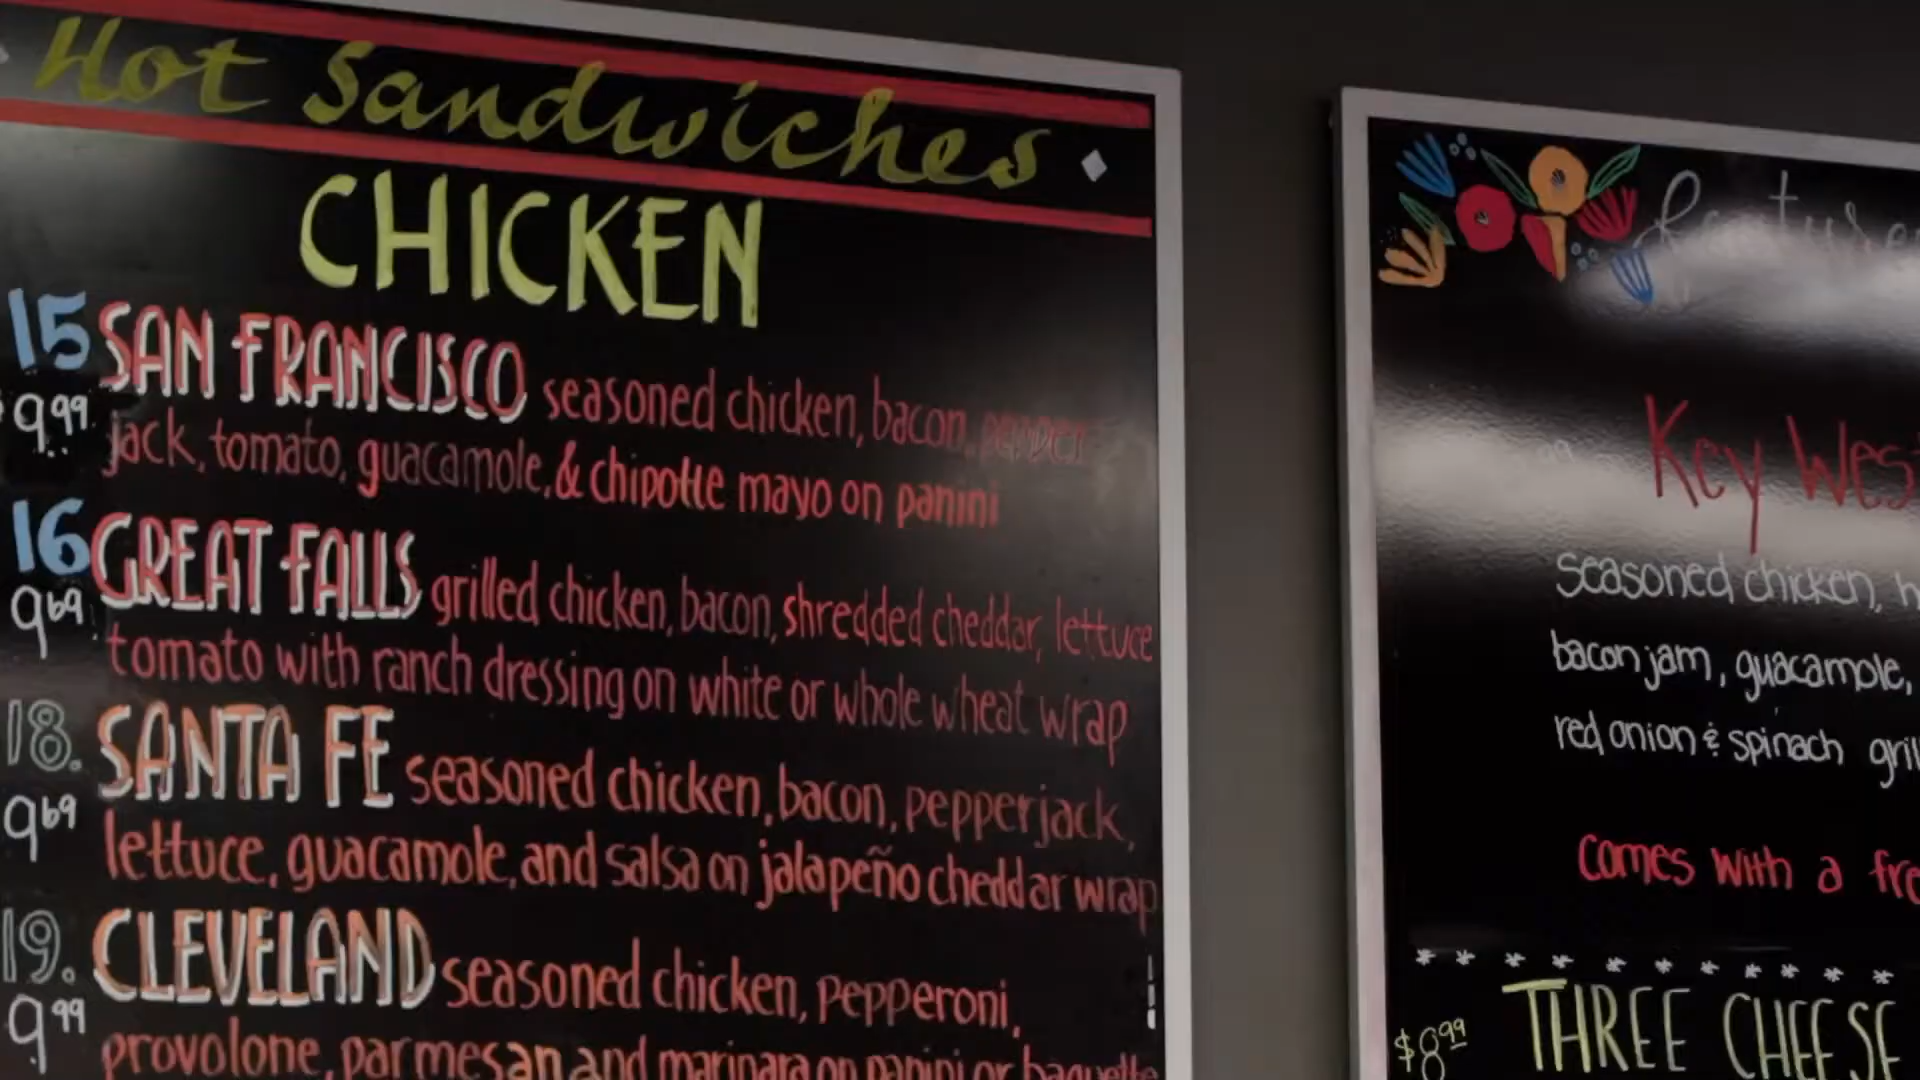 Hot Sandwiches
CHICKEN
15 SAN FRANCISCO seasoned chicken, bacon, pepper
9.99 jack, tomato, guacamole, & chipotle mayo on panini
16 GREAT FALLS grilled chicken, bacon, shredded cheddar, lettuce
9.69 tomato with ranch dressing on white or whole wheat wrap
18. SANTA FE seasoned chicken, bacon, pepperjack,
9.69 lettuce, guacamole, and salsa on jalapeño cheddar wrap
19. CLEVELAND seasoned chicken, pepperoni,
9.99 provolone, parmesan and marinara on panini or baguette
Key West
seasoned chicken,
bacon jam, guacamole,
red onion & spinach
comes with a
* * * * * * * * * *
$8.99 THREE CHEESE